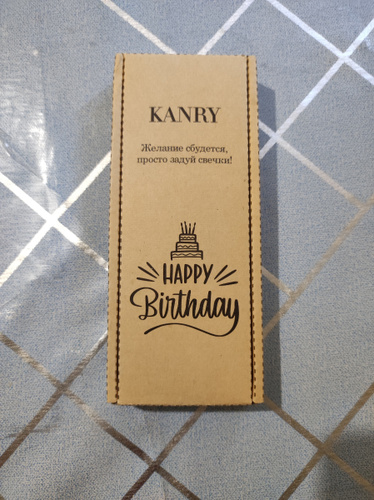 KANRY
Желание сбудется,
просто задуй свечки!
HAPPY
Birthday